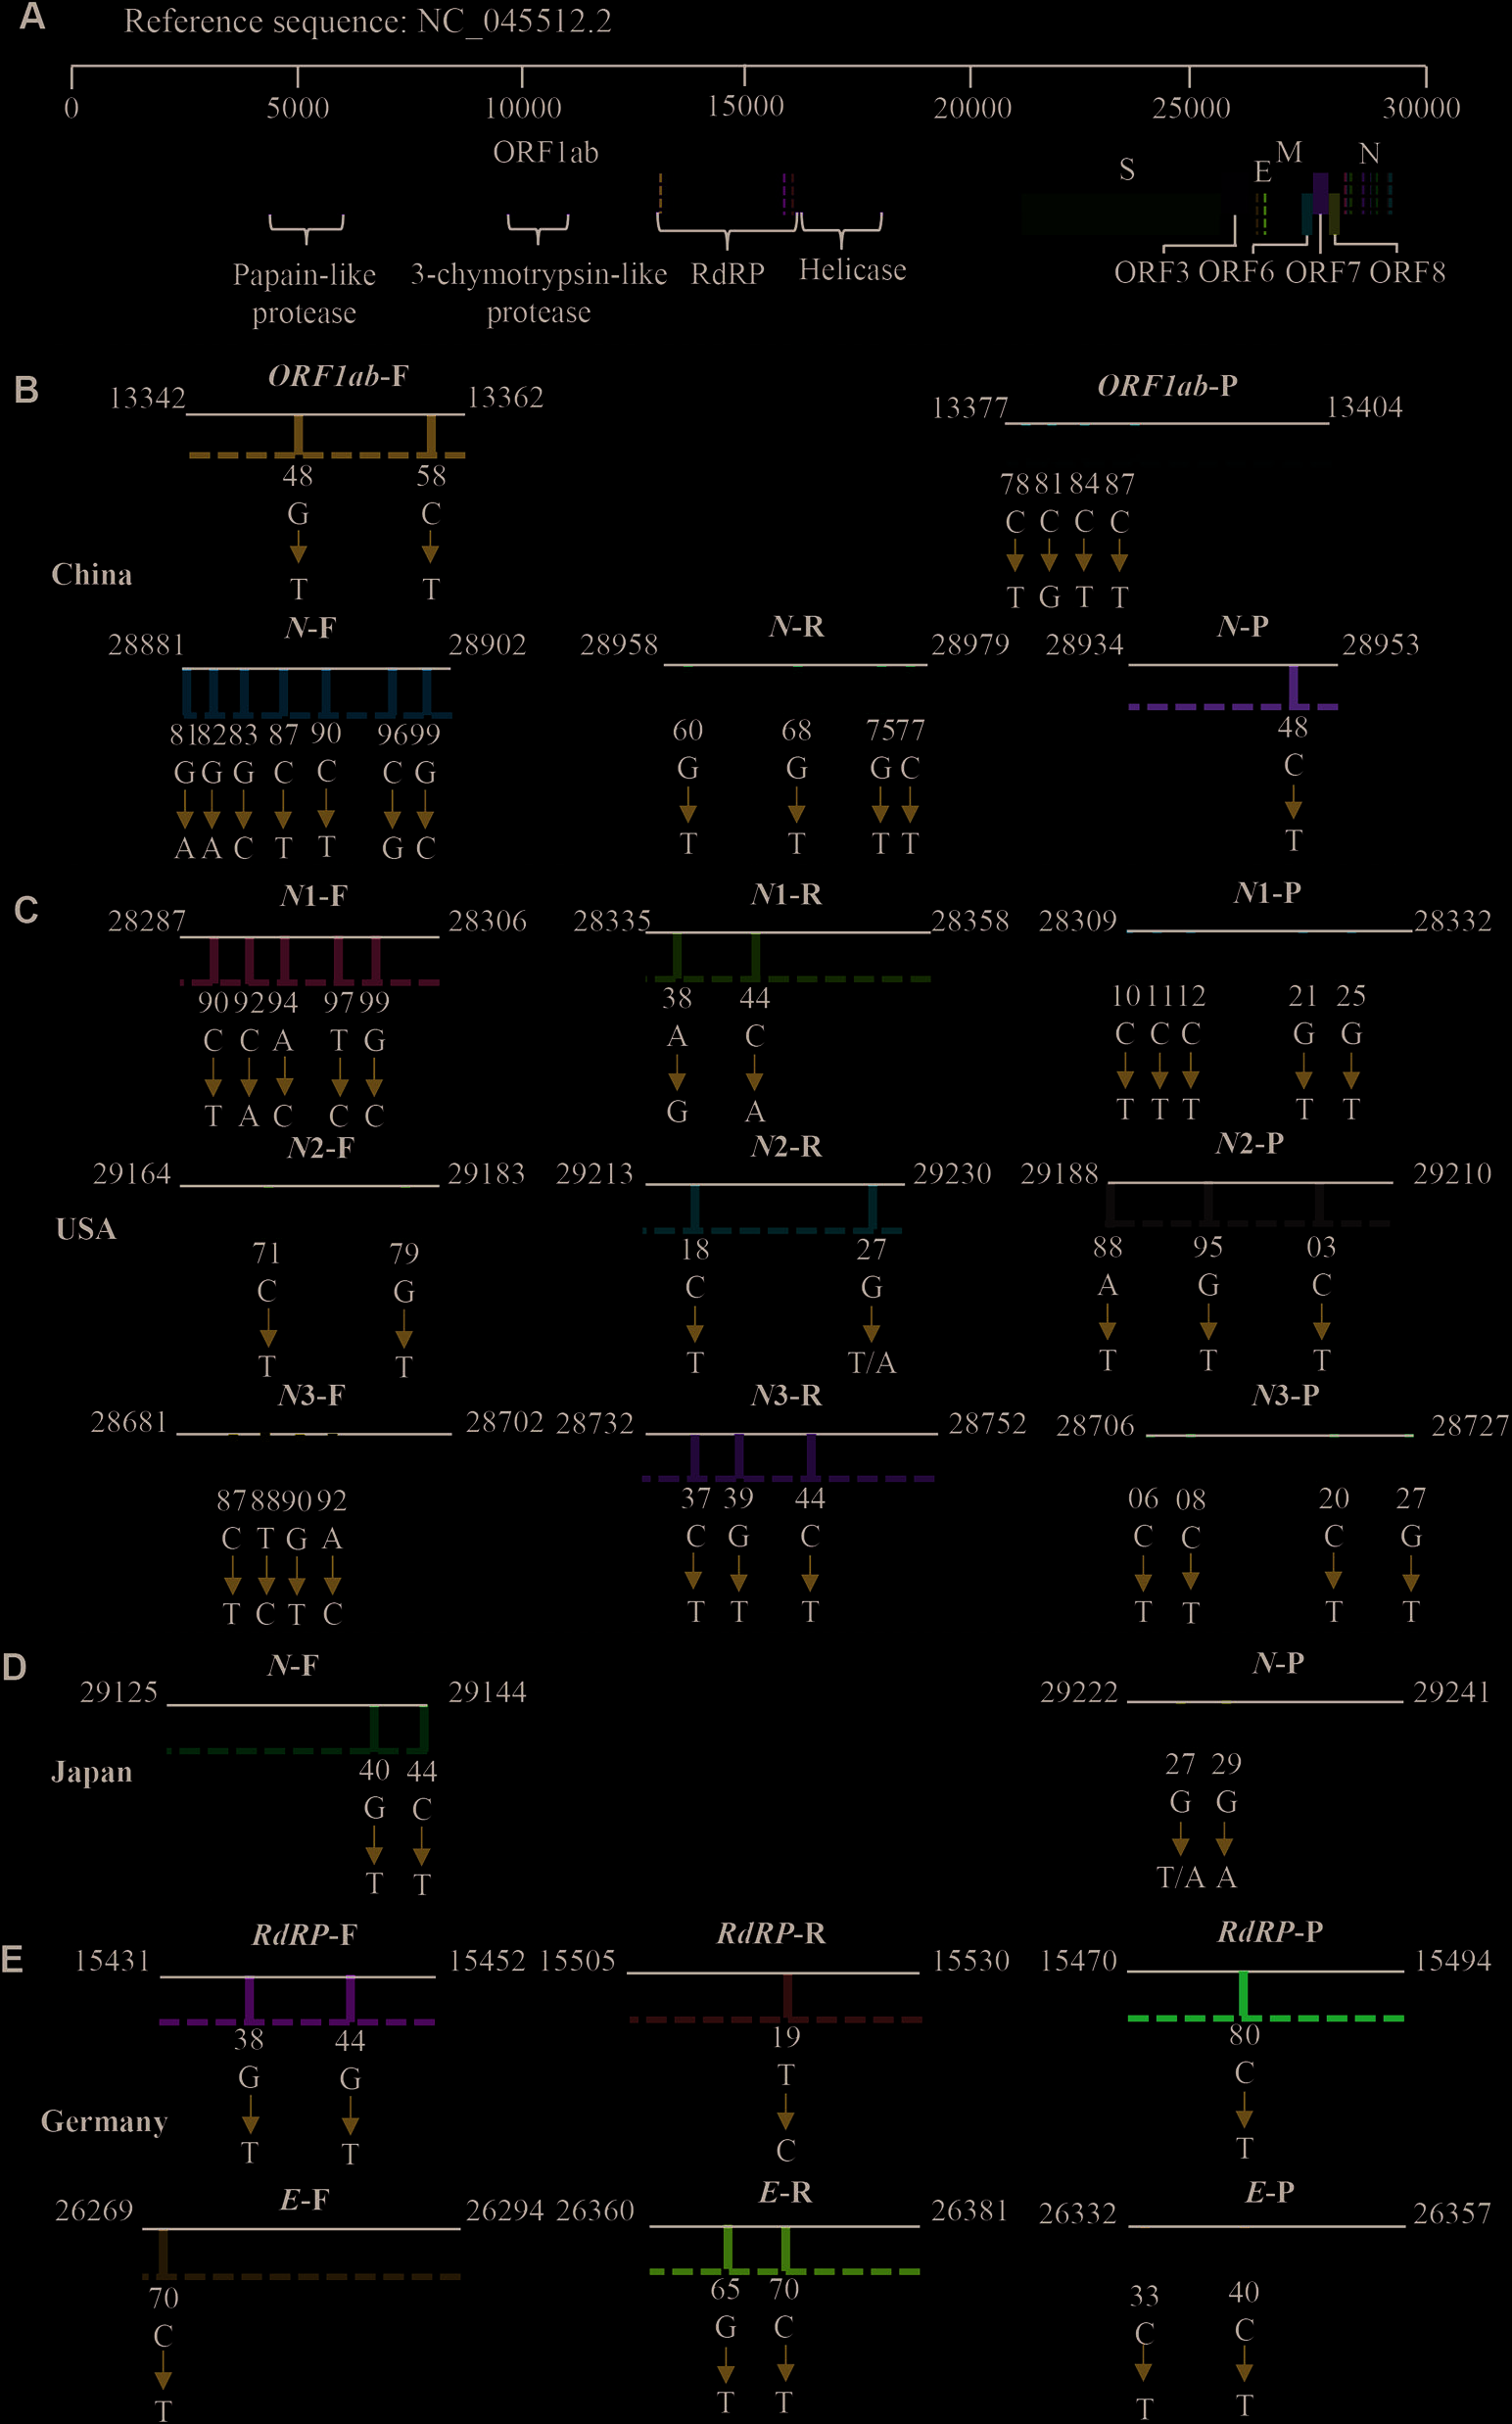 A
Reference sequence: NC_045512.2
0 5000 10000 15000 20000 25000 30000
ORF1ab S E M N
Papain-like protease
3-chymotrypsin-like protease
RdRP
Helicase
ORF3 ORF6 ORF7 ORF8
B
China
ORF1ab-F
13342 13362
48 58
G C
T T
ORF1ab-P
13377 13404
78 81 84 87
C C C C
T G T T
N-F
28881 28902
81 82 83 87 90 96 99
G G G C C C G
A A C T T G C
N-R
28958 28979
60 68 75 77
G G G C
T T T T
N-P
28934 28953
48
C
T
C
USA
N1-F
28287 28306
90 92 94 97 99
C C A T G
T A C C C
N1-R
28335 28358
38 44
A C
G A
N1-P
28309 28332
10 11 12 21 25
C C C G G
T T T T T
N2-F
29164 29183
71 79
C G
T T
N2-R
29213 29230
18 27
C G
T T/A
N2-P
29188 29210
88 95 03
A G C
T T T
N3-F
28681 28702
87 88 90 92
C T G A
T C T C
N3-R
28732 28752
37 39 44
C G C
T T T
N3-P
28706 28727
06 08 20 27
C C C G
T T T T
D
Japan
N-F
29125 29144
40 44
G C
T T
N-P
29222 29241
27 29
G G
T/A A
E
Germany
RdRP-F
15431 15452
38 44
G G
T T
RdRP-R
15505 15530
19
T
C
RdRP-P
15470 15494
80
C
T
E-F
26269 26294
70
C
T
E-R
26360 26381
65 70
G C
T T
E-P
26332 26357
33 40
C C
T T